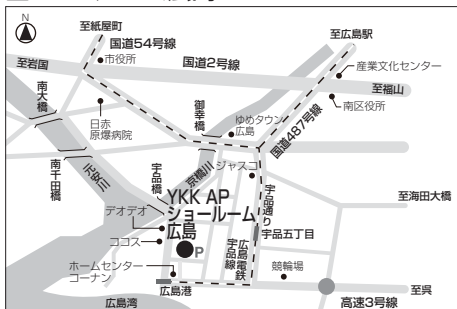 N
至紙屋町
国道54号線
至広島駅
市役所
至岩国
国道2号線
産業文化センター
至福山
南区役所
南大橋
日赤
原爆病院
御幸橋
ゆめタウン
広島
国道487号線
南千田橋
元安川
宇品橋
京橋川
ジャスコ
YKK AP
ショールーム
広島
デオデオ
ココス
P
宇品通り
至海田大橋
宇品五丁目
広島電鉄
宇品線
ホームセンター
コーナン
競輪場
広島港
至呉
広島湾
高速3号線